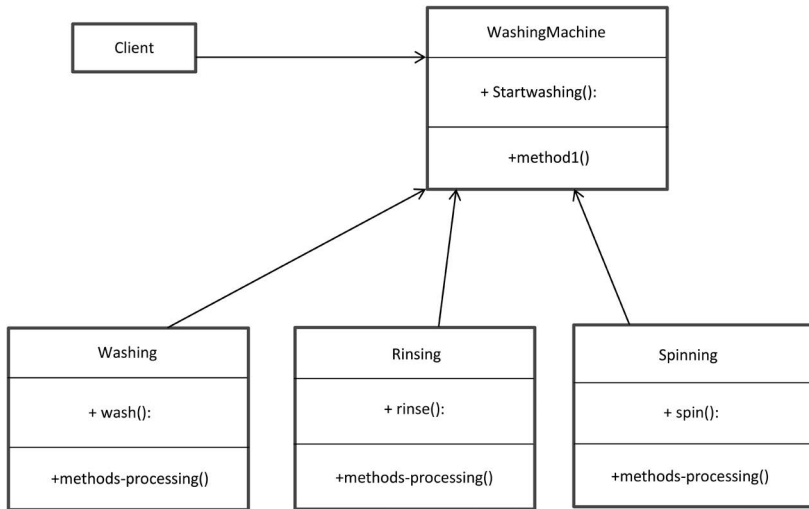 Client
WashingMachine
+ Startwashing():
+method1()
Washing
+ wash():
+methods-processing()
Rinsing
+ rinse():
+methods-processing()
Spinning
+ spin():
+methods-processing()